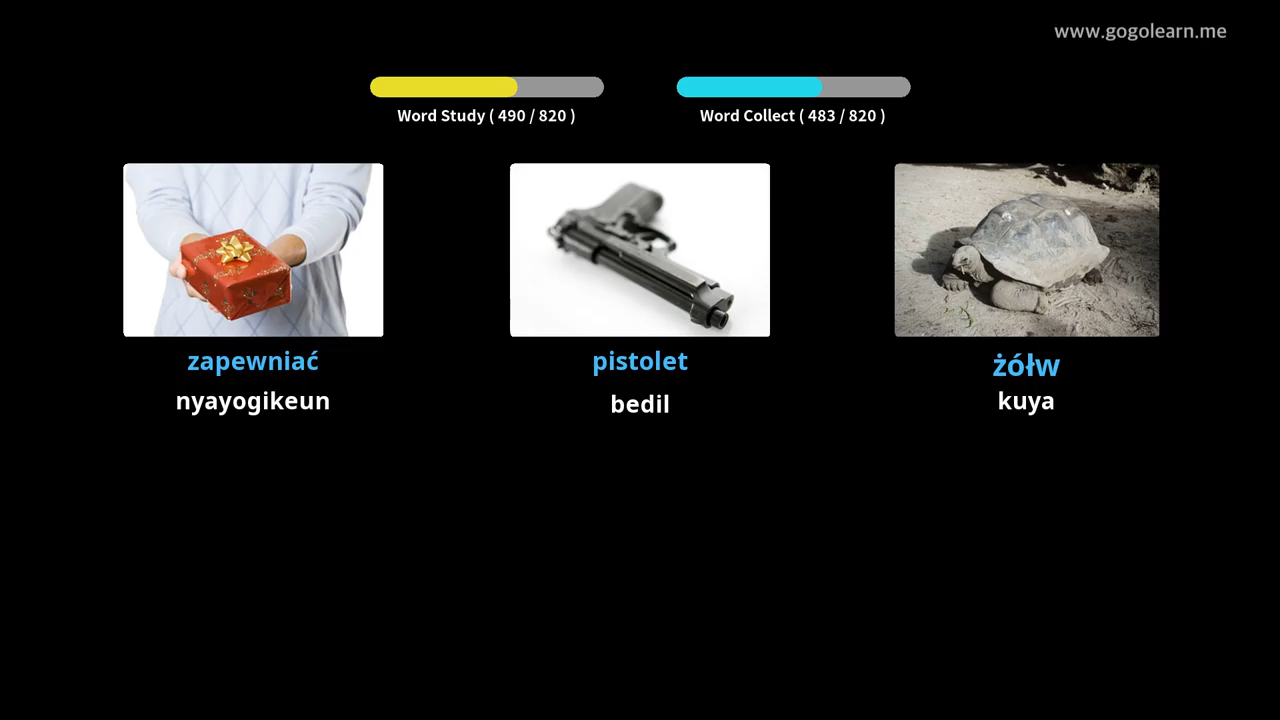 www.gogolearn.me
Word Study ( 490 / 820 )
Word Collect ( 483 / 820 )
zapewniać
nyayogikeun
pistolet
bedil
żółw
kuya